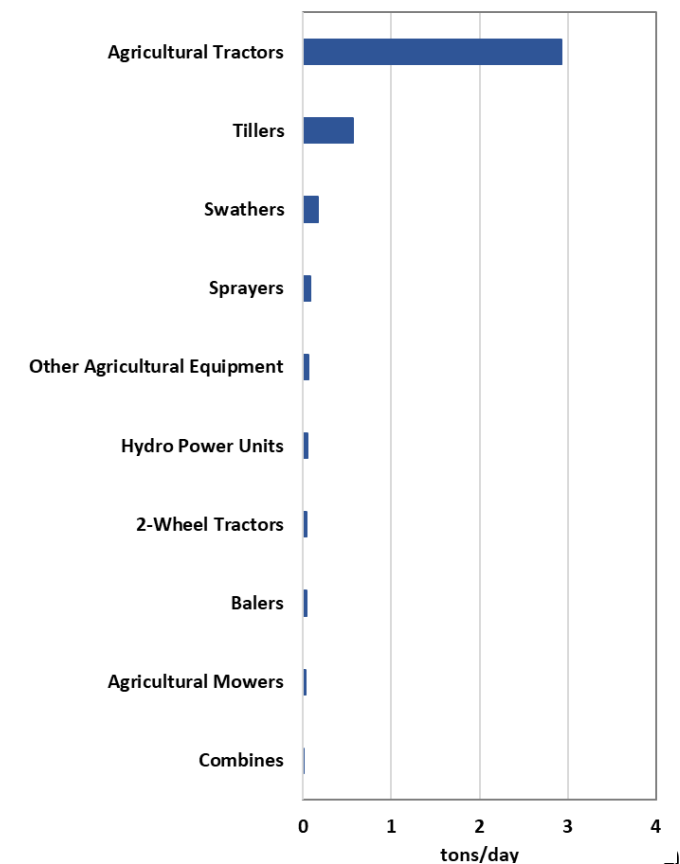 Agricultural Tractors
Tillers
Swathers
Sprayers
Other Agricultural Equipment
Hydro Power Units
2-Wheel Tractors
Balers
Agricultural Mowers
Combines
0 1 2 3 4
tons/day